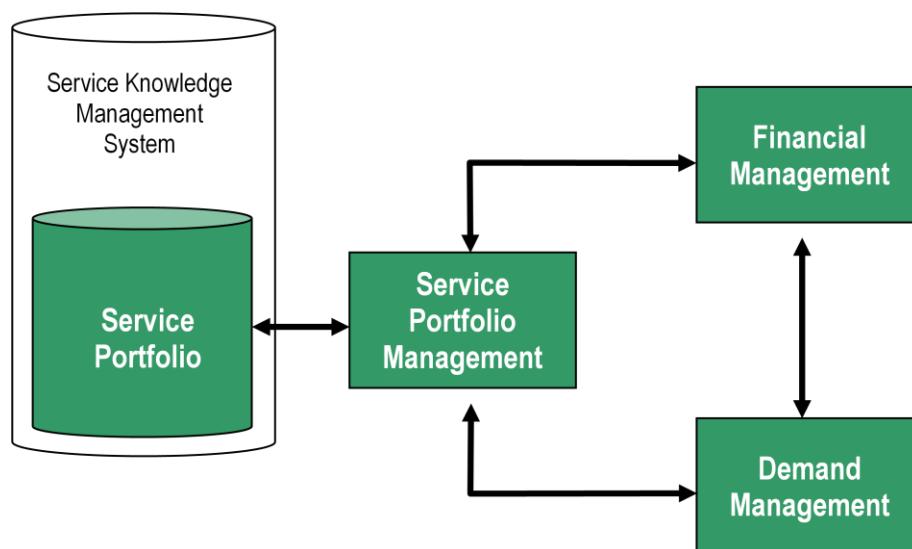 Service Knowledge
Management
System
Service
Portfolio
Service
Portfolio
Management
Financial
Management
Demand
Management